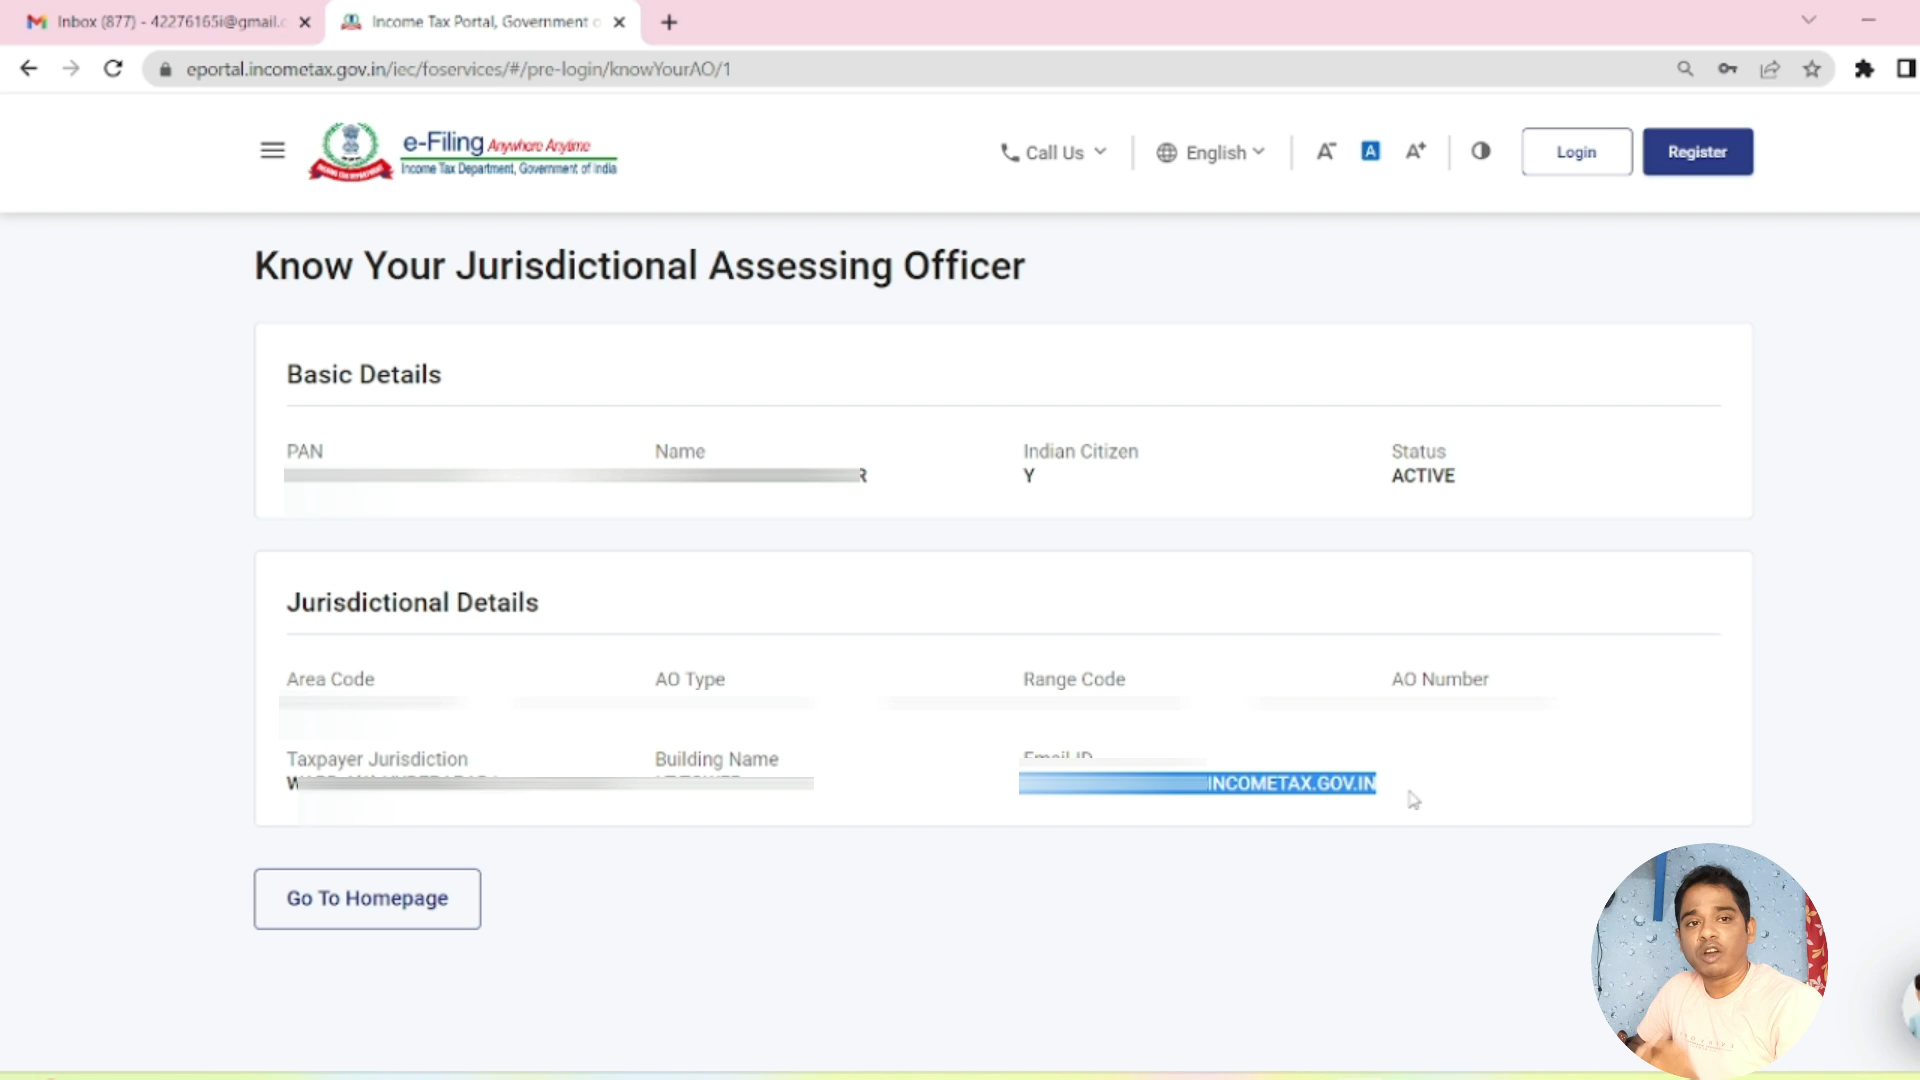 Inbox (877) - 42276165i@gmail.c
Income Tax Portal, Government o
eportal.incometax.gov.in/iec/foservices/#/pre-login/knowYourAO/1
e-Filing Anywhere Anytime
Income Tax Department, Government of India
Call Us
English
A- A A+
Login
Register
Know Your Jurisdictional Assessing Officer
Basic Details
PAN Name Indian Citizen Status
R Y ACTIVE
Jurisdictional Details
Area Code AO Type Range Code AO Number
Taxpayer Jurisdiction Building Name Email ID
W INCOMETAX.GOV.IN
Go To Homepage